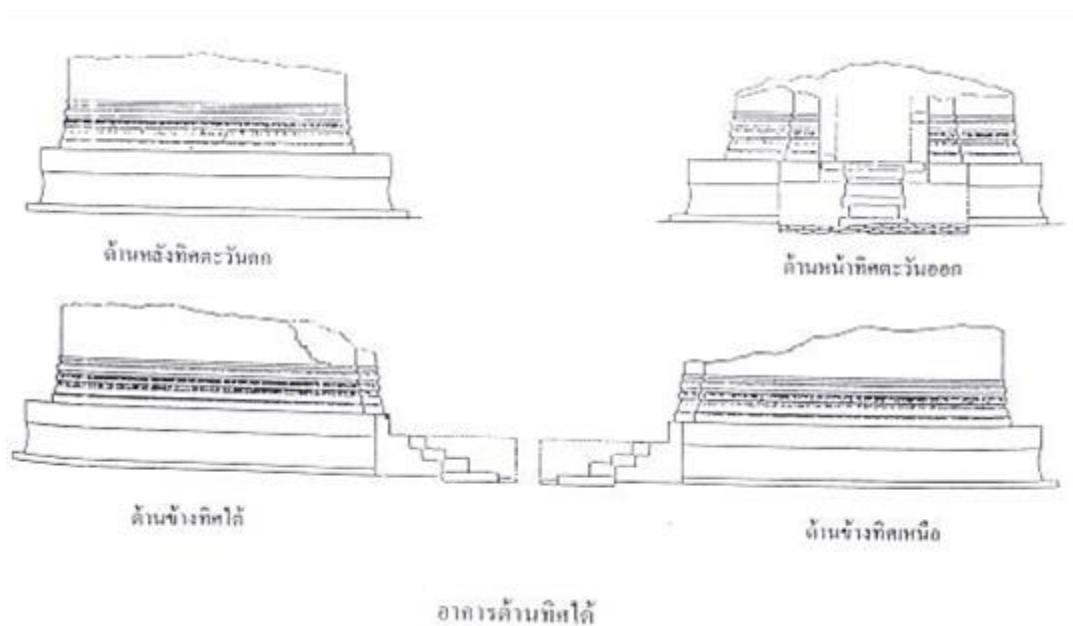 ด้านหลังทิศตะวันตก
ด้านหน้าทิศตะวันออก
ด้านข้างทิศใต้
ด้านข้างทิศเหนือ
อาคารด้านทิศใต้